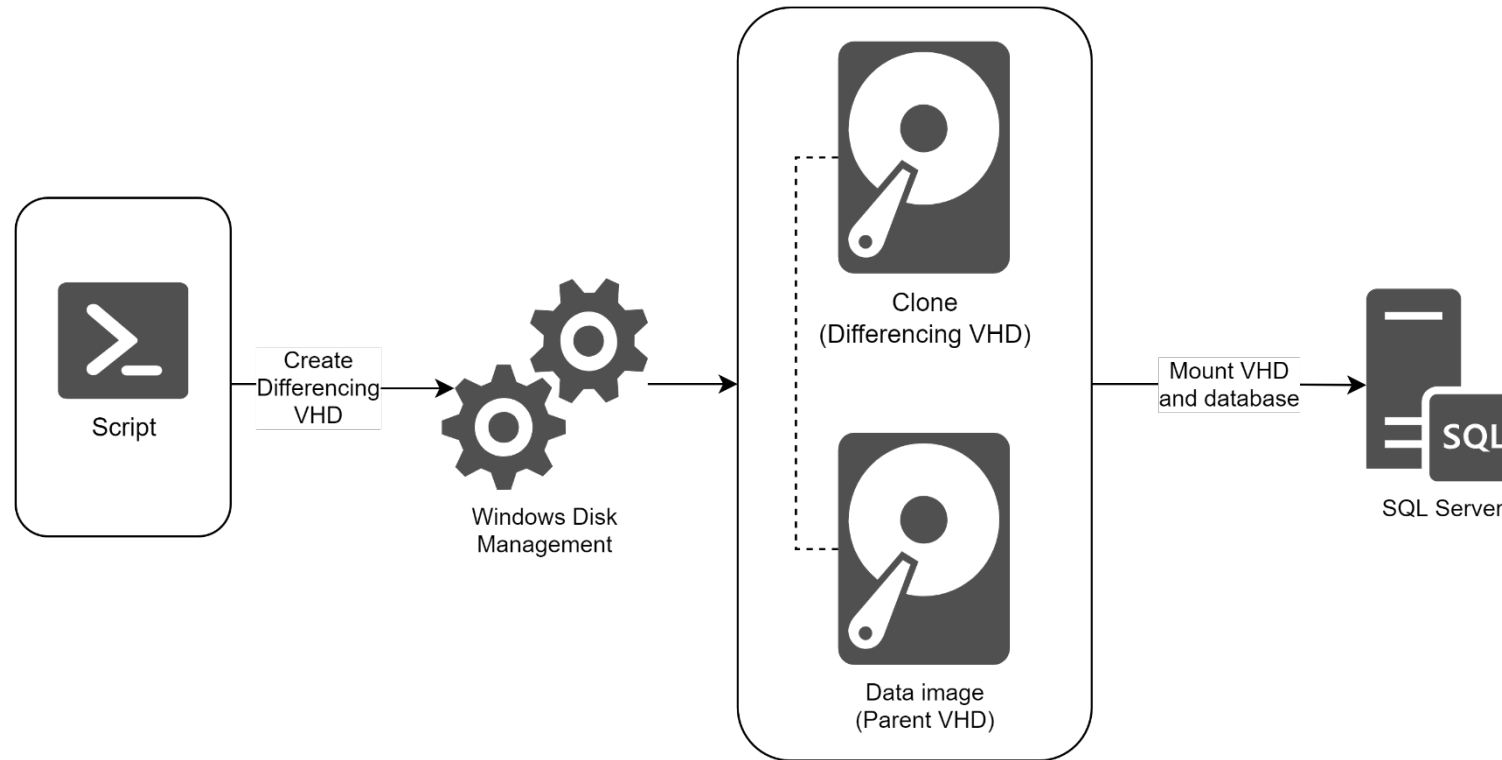 Script
Create
Differencing
VHD
Windows Disk
Management
Clone
(Differencing VHD)
Data image
(Parent VHD)
Mount VHD
and database
SQL
SQL Server